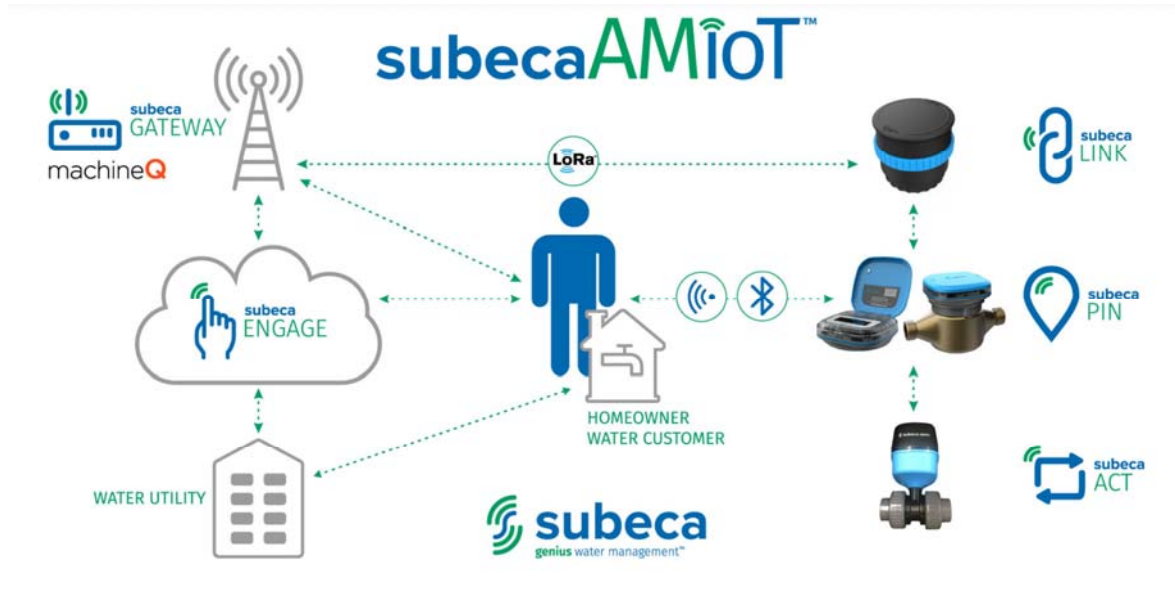 subecaAMIoT™
subeca
GATEWAY
machineQ
LoRa
subeca
LINK
subeca
ENGAGE
subeca
PIN
HOMEOWNER
WATER CUSTOMER
WATER UTILITY
subeca
ACT
subeca
genius water management™